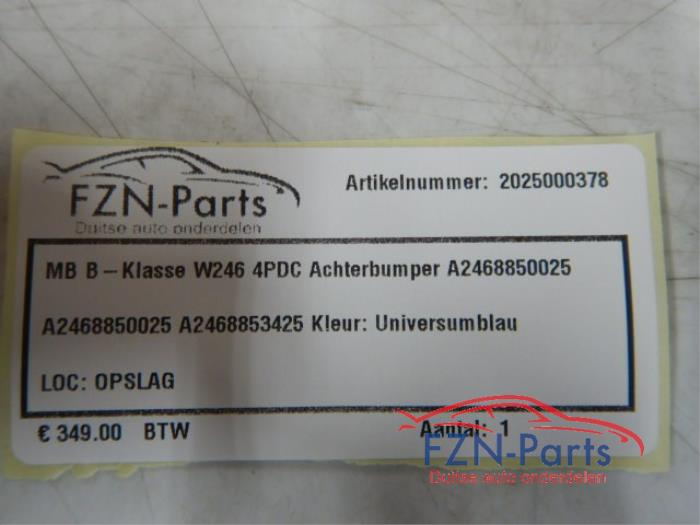 FZN-Parts
Duitse auto onderdelen
Artikelnummer: 2025000378
MB B-Klasse W246 4PDC Achterbumper A2468850025
A2468850025 A2468853425 Kleur: Universumblau
LOC: OPSLAG
€ 349.00 BTW
Aantal: 1
FZN-Parts
Duitse auto onderdelen